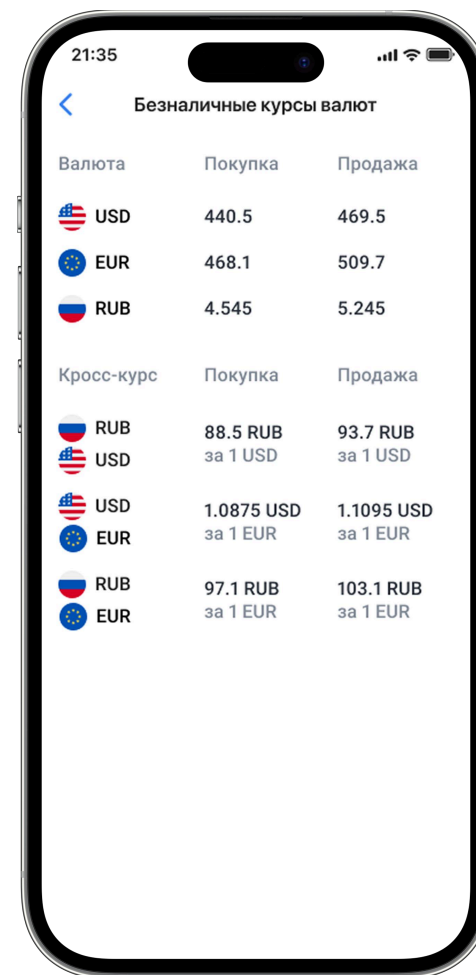 21:35
Безналичные курсы валют
Валюта Покупка Продажа
USD 440.5 469.5
EUR 468.1 509.7
RUB 4.545 5.245
Кросс-курс Покупка Продажа
RUB 88.5 RUB 93.7 RUB
USD за 1 USD за 1 USD
USD 1.0875 USD 1.1095 USD
EUR за 1 EUR за 1 EUR
RUB 97.1 RUB 103.1 RUB
EUR за 1 EUR за 1 EUR